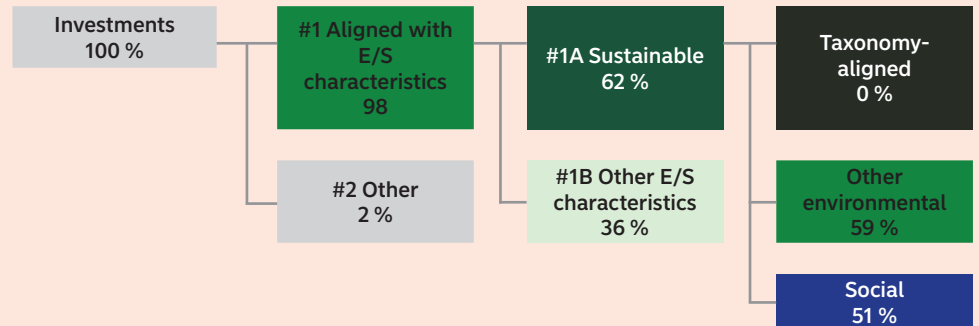 Investments
100 %
#1 Aligned with
E/S
characteristics
98
#2 Other
2 %
#1A Sustainable
62 %
#1B Other E/S
characteristics
36 %
Taxonomy-
aligned
0 %
Other
environmental
59 %
Social
51 %